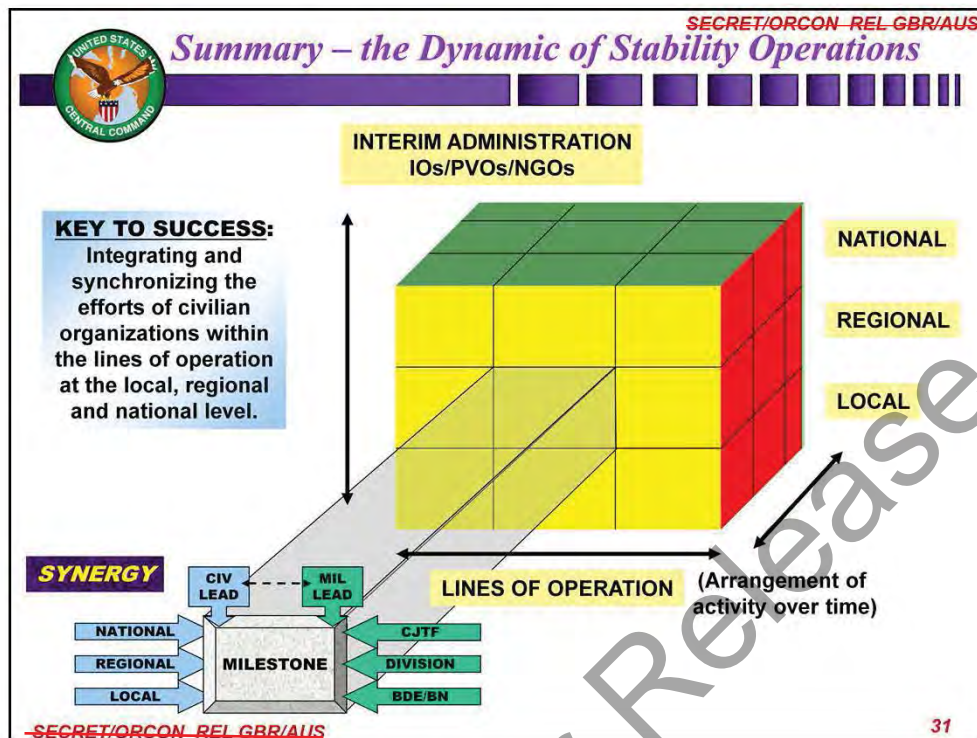 SECRET/ORCON REL GBR/AUS
UNITED STATES
CENTRAL COMMAND
Summary – the Dynamic of Stability Operations
INTERIM ADMINISTRATION
IOs/PVOs/NGOs
KEY TO SUCCESS:
Integrating and
synchronizing the
efforts of civilian
organizations within
the lines of operation
at the local, regional
and national level.
NATIONAL
REGIONAL
LOCAL
LINES OF OPERATION
(Arrangement of
activity over time)
SYNERGY
CIV
LEAD
MIL
LEAD
NATIONAL
REGIONAL
LOCAL
MILESTONE
CJTF
DIVISION
BDE/BN
Release
SECRET/ORCON REL GBR/AUS
31